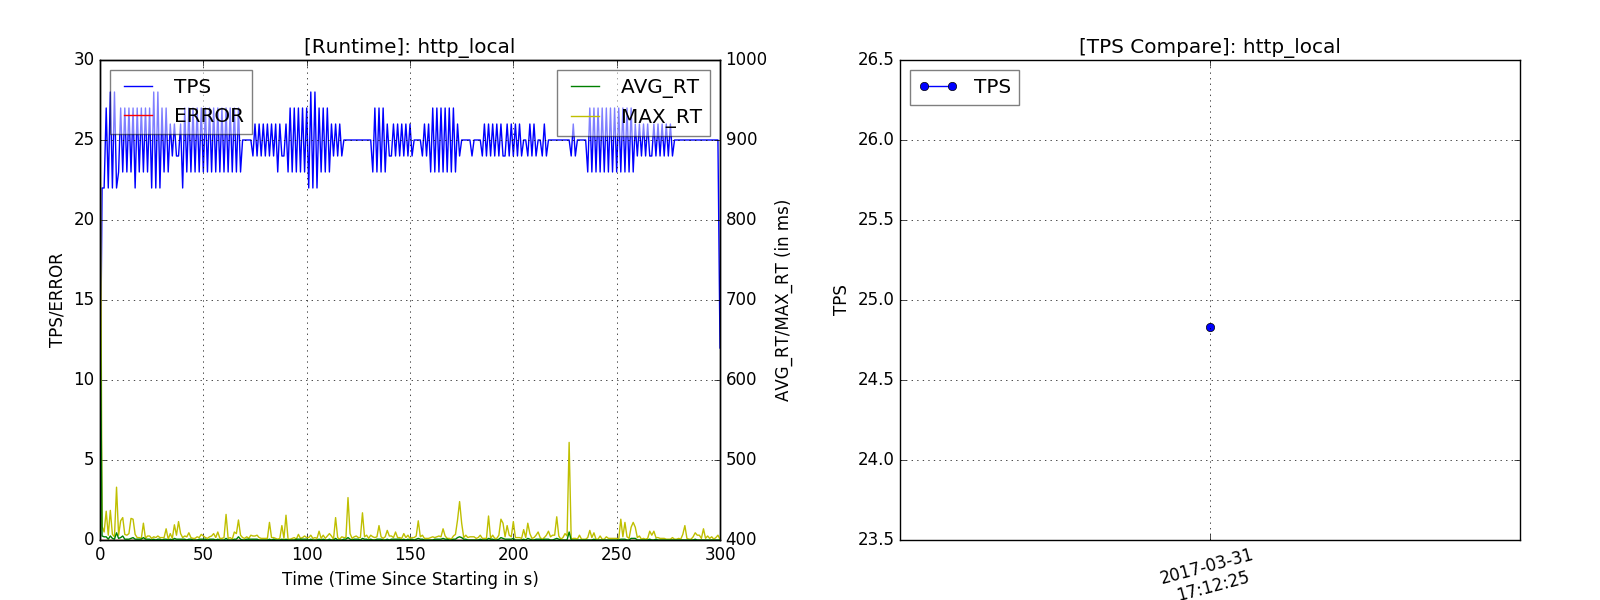 [Runtime]: http_local
30
25
20
15
10
5
0
TPS/ERROR
TPS
ERROR
AVG_RT
MAX_RT
1000
900
800
700
600
500
400
AVG_RT/MAX_RT (in ms)
0 50 100 150 200 250 300
Time (Time Since Starting in s)
[TPS Compare]: http_local
26.5
26.0
25.5
25.0
24.5
24.0
23.5
TPS
TPS
2017-03-31
17:12:25